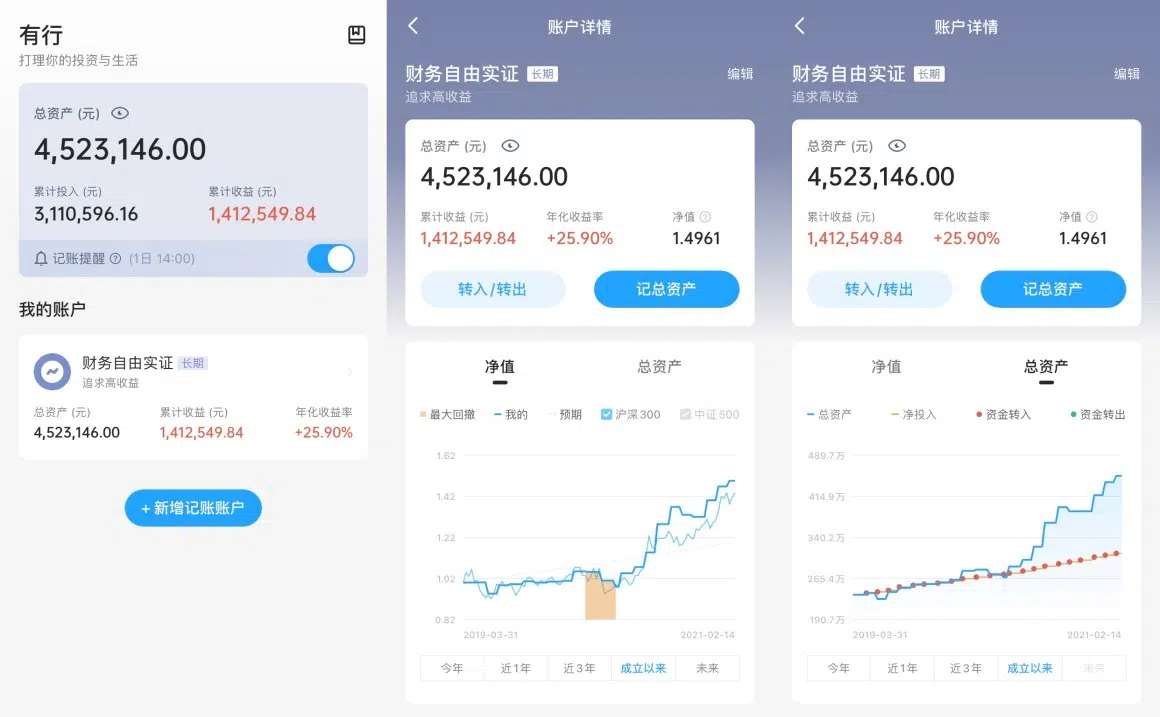 有行
打理你的投资与生活
总资产 (元)
4,523,146.00
累计投入 (元) 累计收益 (元)
3,110,596.16 1,412,549.84
记账提醒 (1日 14:00)
我的账户
财务自由实证 长期
追求高收益
总资产 (元) 累计收益 (元) 年化收益率
4,523,146.00 1,412,549.84 +25.90%
+ 新增记账账户
账户详情
财务自由实证 长期 编辑
追求高收益
总资产 (元)
4,523,146.00
累计收益 (元) 年化收益率 净值
1,412,549.84 +25.90% 1.4961
转入/转出 记总资产
净值 总资产
最大回撤 我的 预期 沪深300 中证500
1.62
1.42
1.22
1.02
0.82
2019-03-31 2021-02-14
今年 近1年 近3年 成立以来 未来
账户详情
财务自由实证 长期 编辑
追求高收益
总资产 (元)
4,523,146.00
累计收益 (元) 年化收益率 净值
1,412,549.84 +25.90% 1.4961
转入/转出 记总资产
净值 总资产
总资产 净投入 资金转入 资金转出
489.7万
414.9万
340.2万
265.4万
190.7万
2019-03-31 2021-02-14
今年 近1年 近3年 成立以来 未来